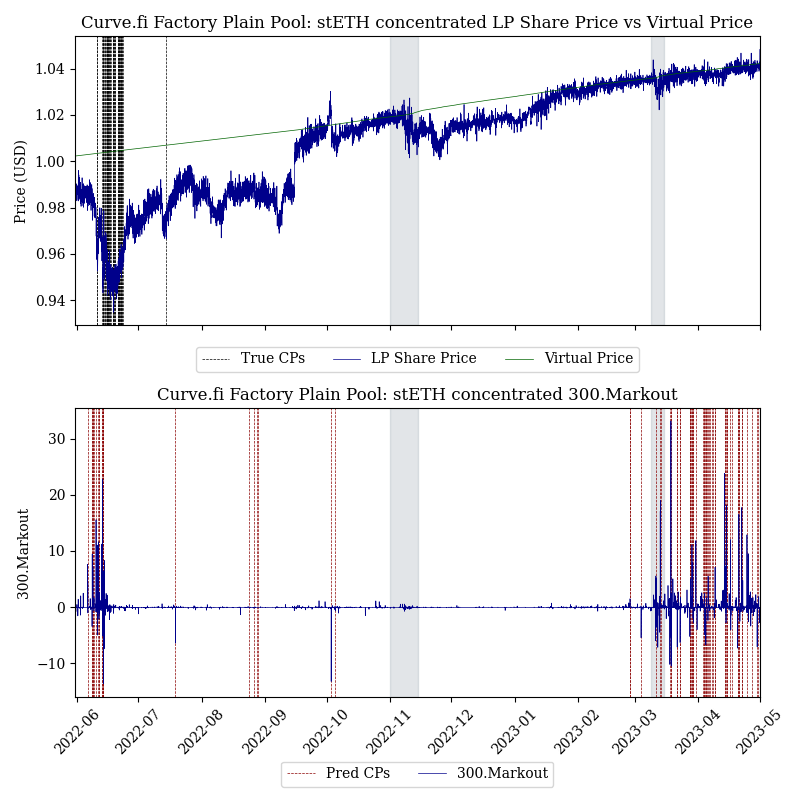 Curve.fi Factory Plain Pool: stETH concentrated LP Share Price vs Virtual Price
Price (USD)
1.04
1.02
1.00
0.98
0.96
0.94
True CPs
LP Share Price
Virtual Price
Curve.fi Factory Plain Pool: stETH concentrated 300.Markout
300.Markout
30
20
10
0
−10
2022-06
2022-07
2022-08
2022-09
2022-10
2022-11
2022-12
2023-01
2023-02
2023-03
2023-04
2023-05
Pred CPs
300.Markout